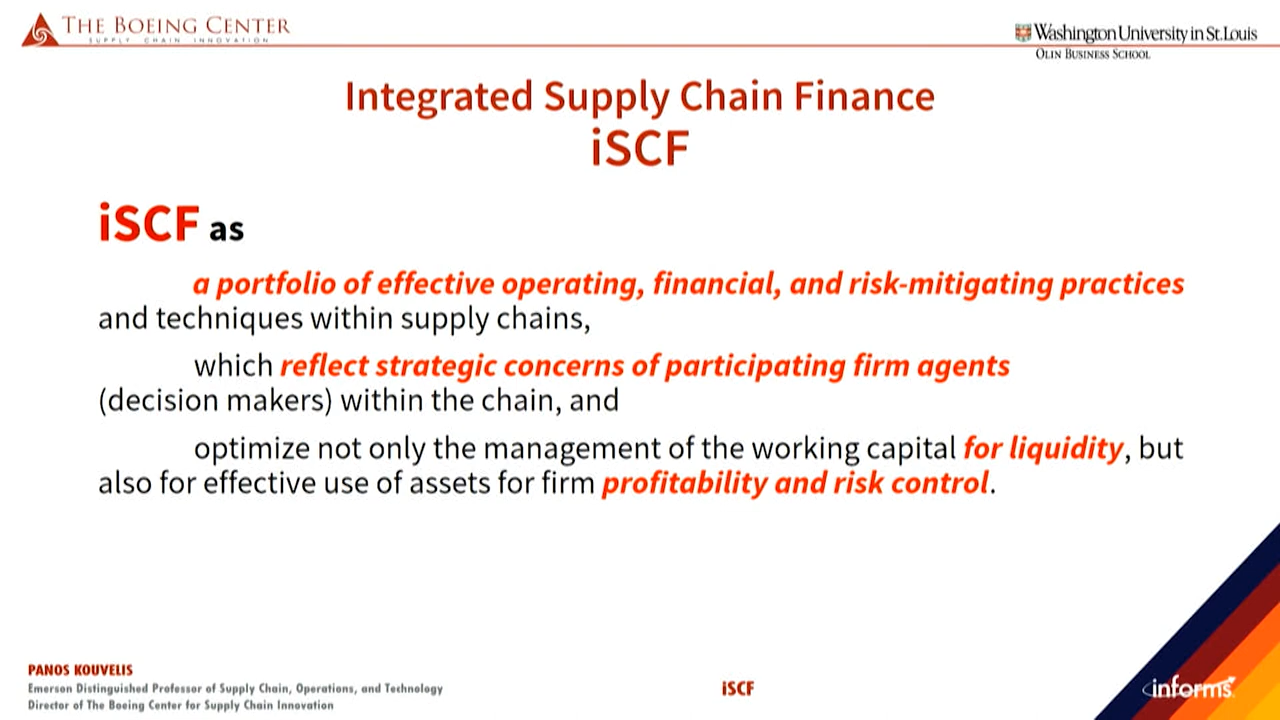 THE BOEING CENTER
SUPPLY CHAIN INNOVATION
Washington University in St. Louis
OLIN BUSINESS SCHOOL
Integrated Supply Chain Finance
iSCF
iSCF as
a portfolio of effective operating, financial, and risk-mitigating practices
and techniques within supply chains,
which reflect strategic concerns of participating firm agents
(decision makers) within the chain, and
optimize not only the management of the working capital for liquidity, but
also for effective use of assets for firm profitability and risk control.
PANOS KOUVELIS
Emerson Distinguished Professor of Supply Chain, Operations, and Technology
Director of The Boeing Center for Supply Chain Innovation
iSCF
informs